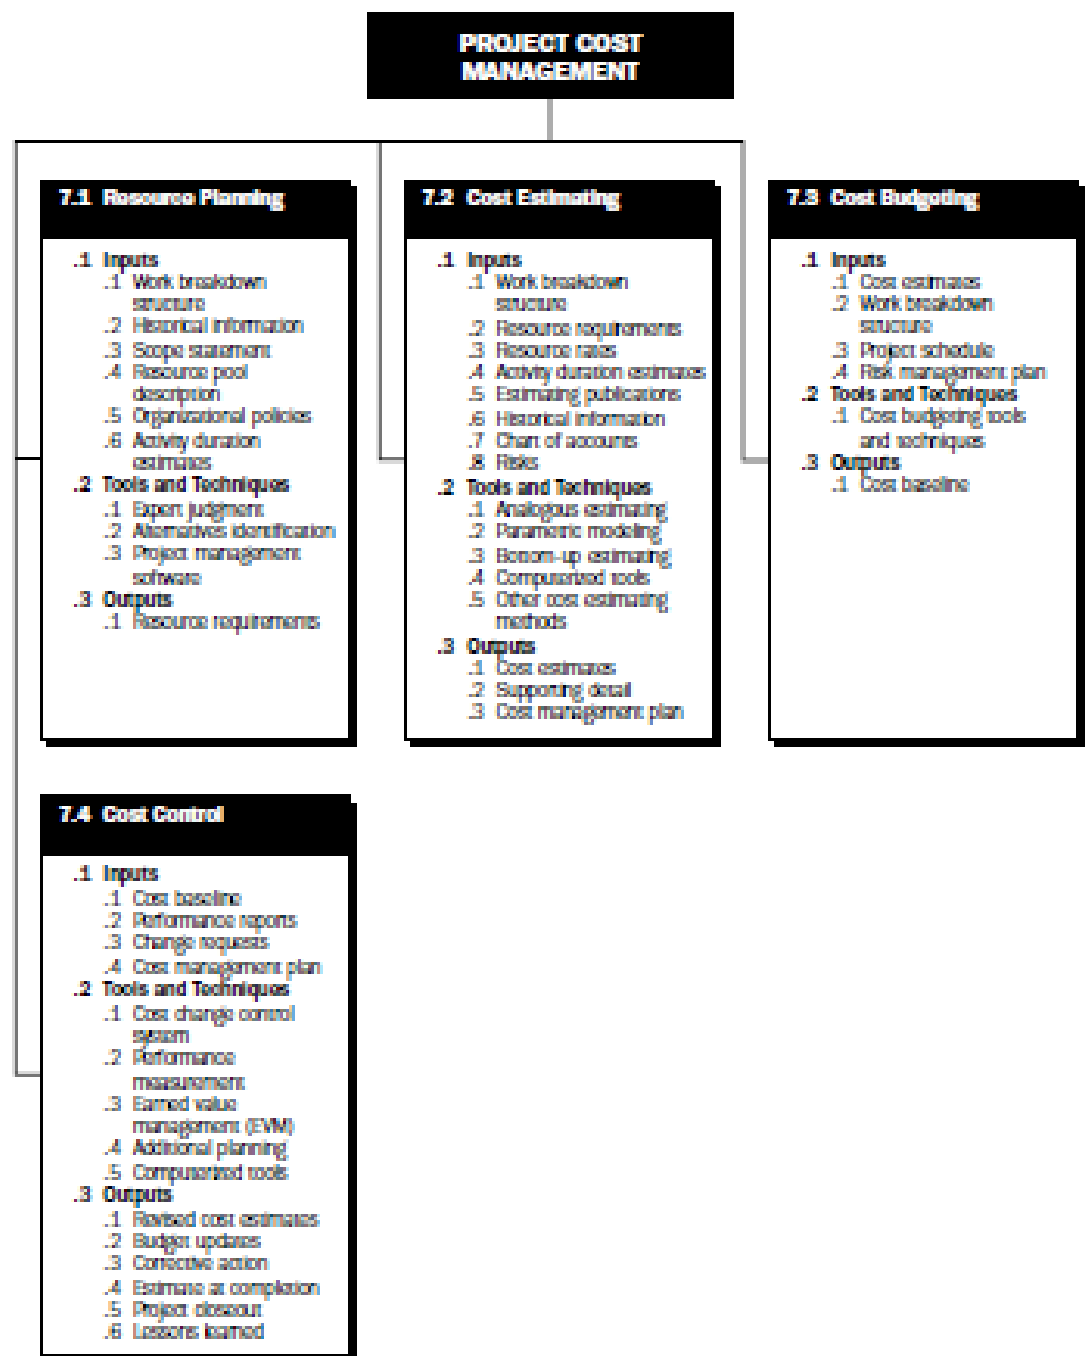 PROJECT COST
MANAGEMENT
7.1 Resource Planning
.1 Inputs
.1 Work breakdown
structure
.2 Historical information
.3 Scope statement
.4 Resource pool
description
.5 Organizational policies
.6 Activity duration
estimates
.2 Tools and Techniques
.1 Expert judgment
.2 Alternatives identification
.3 Project management
software
.3 Outputs
.1 Resource requirements
7.2 Cost Estimating
.1 Inputs
.1 Work breakdown
structure
.2 Resource requirements
.3 Resource rates
.4 Activity duration estimates
.5 Estimating publications
.6 Historical information
.7 Chart of accounts
.8 Risks
.2 Tools and Techniques
.1 Analogous estimating
.2 Parametric modeling
.3 Bottom-up estimating
.4 Computerized tools
.5 Other cost estimating
methods
.3 Outputs
.1 Cost estimates
.2 Supporting detail
.3 Cost management plan
7.3 Cost Budgeting
.1 Inputs
.1 Cost estimates
.2 Work breakdown
structure
.3 Project schedule
.4 Risk management plan
.2 Tools and Techniques
.1 Cost budgeting tools
and techniques
.3 Outputs
.1 Cost baseline
7.4 Cost Control
.1 Inputs
.1 Cost baseline
.2 Performance reports
.3 Change requests
.4 Cost management plan
.2 Tools and Techniques
.1 Cost change control
system
.2 Performance
measurement
.3 Earned value
management (EVM)
.4 Additional planning
.5 Computerized tools
.3 Outputs
.1 Revised cost estimates
.2 Budget updates
.3 Corrective action
.4 Estimate at completion
.5 Project closeout
.6 Lessons learned